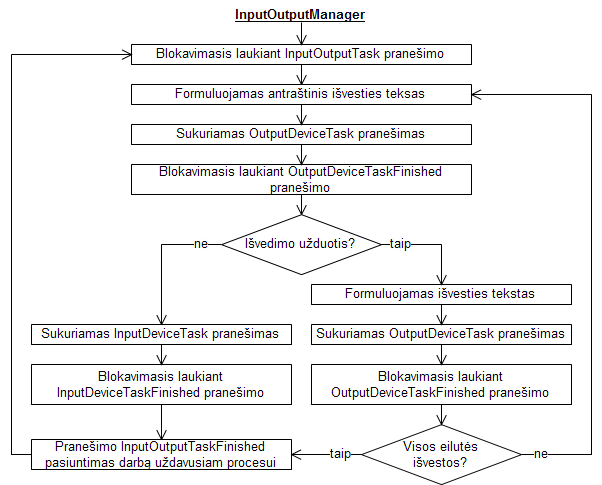 InputOutputManager
Blokavimasis laukiant InputOutputTask pranešimo
Formuluojamas antraštinis išvesties teksas
Sukuriamas OutputDeviceTask pranešimas
Blokavimasis laukiant OutputDeviceTaskFinished
pranešimo
Išvedimo užduotis?
ne
taip
Formuluojamas išvesties tekstas
Sukuriamas InputDeviceTask pranešimas
Sukuriamas OutputDeviceTask pranešimas
Blokavimasis laukiant
InputDeviceTaskFinished pranešimo
Blokavimasis laukiant
OutputDeviceTaskFinished pranešimo
Pranešimo InputOutputTaskFinished
pasiuntimas darbą uždavusiam procesui
taip
Visos eilutės
išvestos?
ne